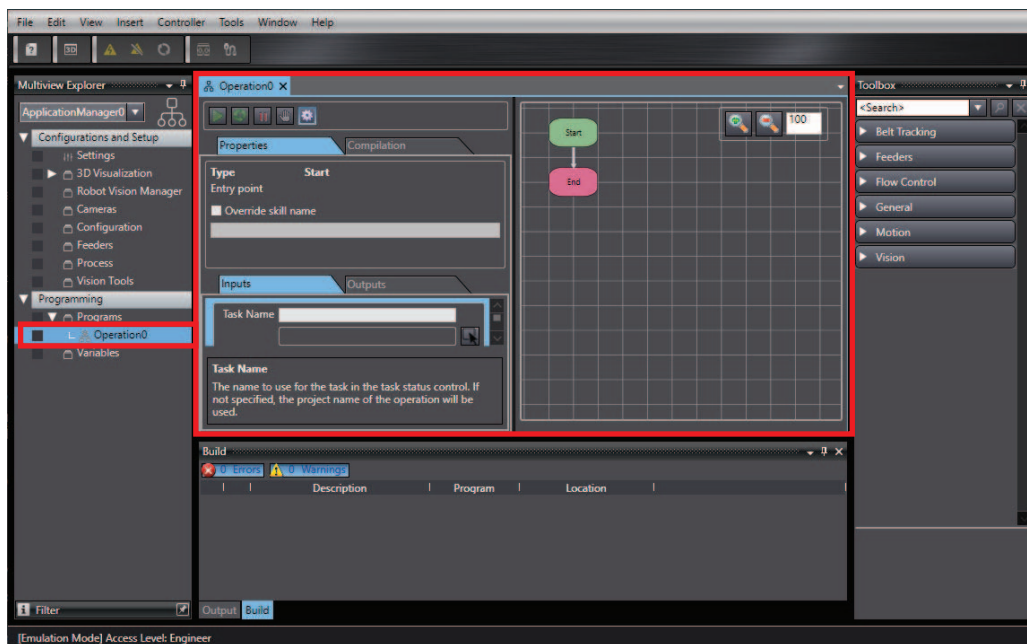 File Edit View Insert Controller Tools Window Help
Multiview Explorer
ApplicationManager0
Configurations and Setup
Settings
3D Visualization
Robot Vision Manager
Cameras
Configuration
Feeders
Process
Vision Tools
Programming
Programs
Operation0
Variables
Filter
Operation0
Properties Compilation
Type Start
Entry point
Override skill name
Inputs Outputs
Task Name
Task Name
The name to use for the task in the task status control. If
not specified, the project name of the operation will be
used.
Start
End
100
Build
0 Errors 0 Warnings
Description Program Location
Output Build
Toolbox
<Search>
Belt Tracking
Feeders
Flow Control
General
Motion
Vision
[Emulation Mode] Access Level: Engineer